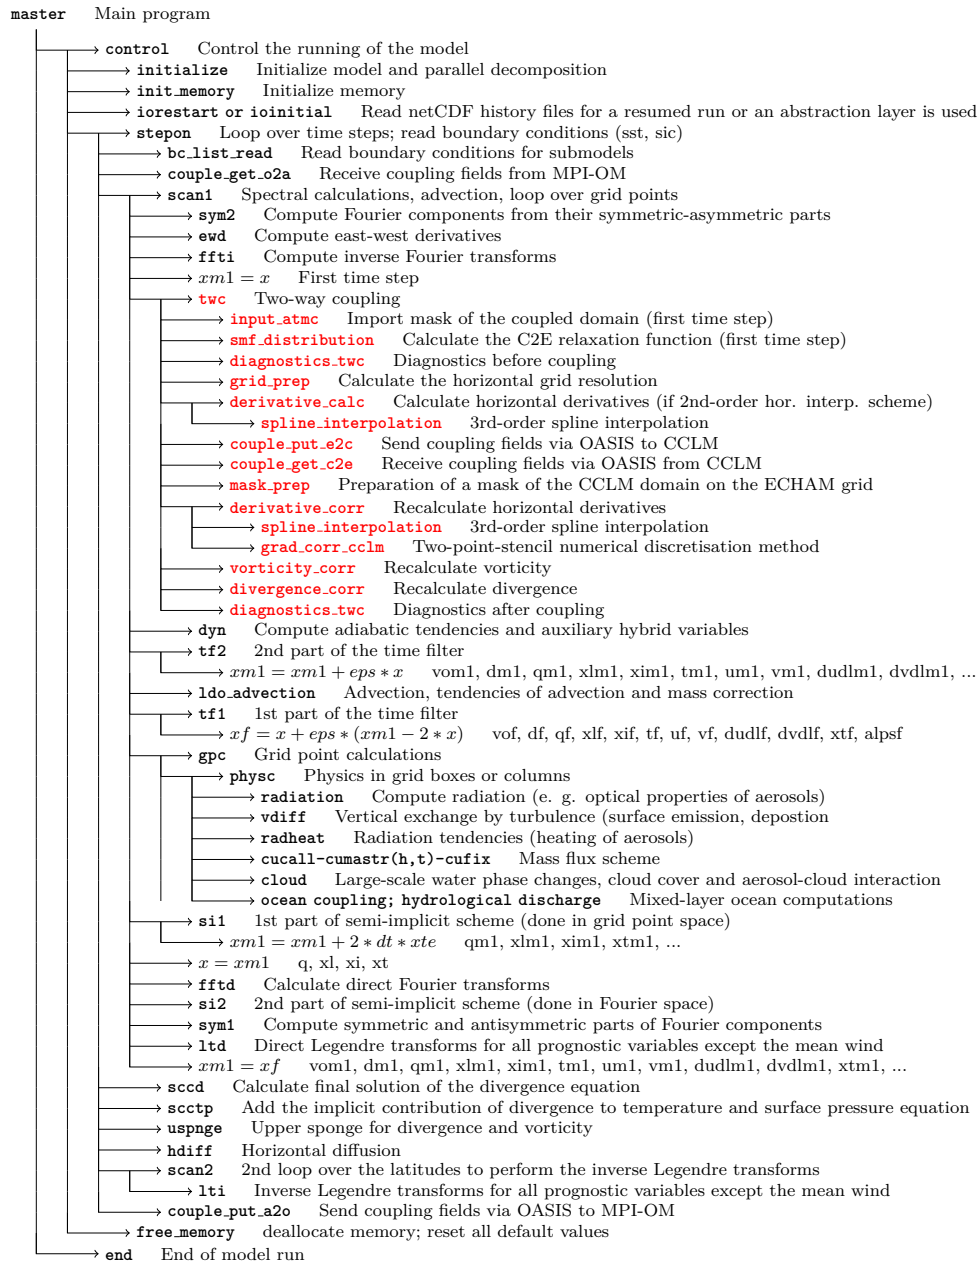 master Main program
control Control the running of the model
initialize Initialize model and parallel decomposition
init_memory Initialize memory
iorestart or ioinitial Read netCDF history files for a resumed run or an abstraction layer is used
stepon Loop over time steps; read boundary conditions (sst, sic)
bc_list_read Read boundary conditions for submodels
couple_get_o2a Receive coupling fields from MPI-OM
scan1 Spectral calculations, advection, loop over grid points
sym2 Compute Fourier components from their symmetric-asymmetric parts
ewd Compute east-west derivatives
ffti Compute inverse Fourier transforms
xm1 = x First time step
twc Two-way coupling
input_atmc Import mask of the coupled domain (first time step)
smf_distribution Calculate the C2E relaxation function (first time step)
diagnostics_twc Diagnostics before coupling
grid_prep Calculate the horizontal grid resolution
derivative_calc Calculate horizontal derivatives (if 2nd-order hor. interp. scheme)
spline_interpolation 3rd-order spline interpolation
couple_put_e2c Send coupling fields via OASIS to CCLM
couple_get_c2e Receive coupling fields via OASIS from CCLM
mask_prep Preparation of a mask of the CCLM domain on the ECHAM grid
derivative_corr Recalculate horizontal derivatives
spline_interpolation 3rd-order spline interpolation
grad_corr_cclm Two-point-stencil numerical discretisation method
vorticity_corr Recalculate vorticity
divergence_corr Recalculate divergence
diagnostics_twc Diagnostics after coupling
dyn Compute adiabatic tendencies and auxiliary hybrid variables
tf2 2nd part of the time filter
xm1 = xm1 + eps * x vom1, dm1, qm1, xlm1, xim1, tm1, um1, vm1, dudlm1, dvdlm1, ...
ldo_advection Advection, tendencies of advection and mass correction
tf1 1st part of the time filter
xf = x + eps * (xm1 − 2 * x) vof, df, qf, xlf, xif, tf, uf, vf, dudlf, dvdlf, xtf, alpsf
gpc Grid point calculations
physc Physics in grid boxes or columns
radiation Compute radiation (e. g. optical properties of aerosols)
vdiff Vertical exchange by turbulence (surface emission, depostion
radheat Radiation tendencies (heating of aerosols)
cucall-cumastr(h,t)-cufix Mass flux scheme
cloud Large-scale water phase changes, cloud cover and aerosol-cloud interaction
ocean coupling; hydrological discharge Mixed-layer ocean computations
si1 1st part of semi-implicit scheme (done in grid point space)
xm1 = xm1 + 2 * dt * xte qm1, xlm1, xim1, xtm1, ...
x = xm1 q, xl, xi, xt
fftd Calculate direct Fourier transforms
si2 2nd part of semi-implicit scheme (done in Fourier space)
sym1 Compute symmetric and antisymmetric parts of Fourier components
ltd Direct Legendre transforms for all prognostic variables except the mean wind
xm1 = xf vom1, dm1, qm1, xlm1, xim1, tm1, um1, vm1, dudlm1, dvdlm1, xtm1, ...
sccd Calculate final solution of the divergence equation
scctp Add the implicit contribution of divergence to temperature and surface pressure equation
uspnge Upper sponge for divergence and vorticity
hdiff Horizontal diffusion
scan2 2nd loop over the latitudes to perform the inverse Legendre transforms
lti Inverse Legendre transforms for all prognostic variables except the mean wind
couple_put_a2o Send coupling fields via OASIS to MPI-OM
free_memory deallocate memory; reset all default values
end End of model run